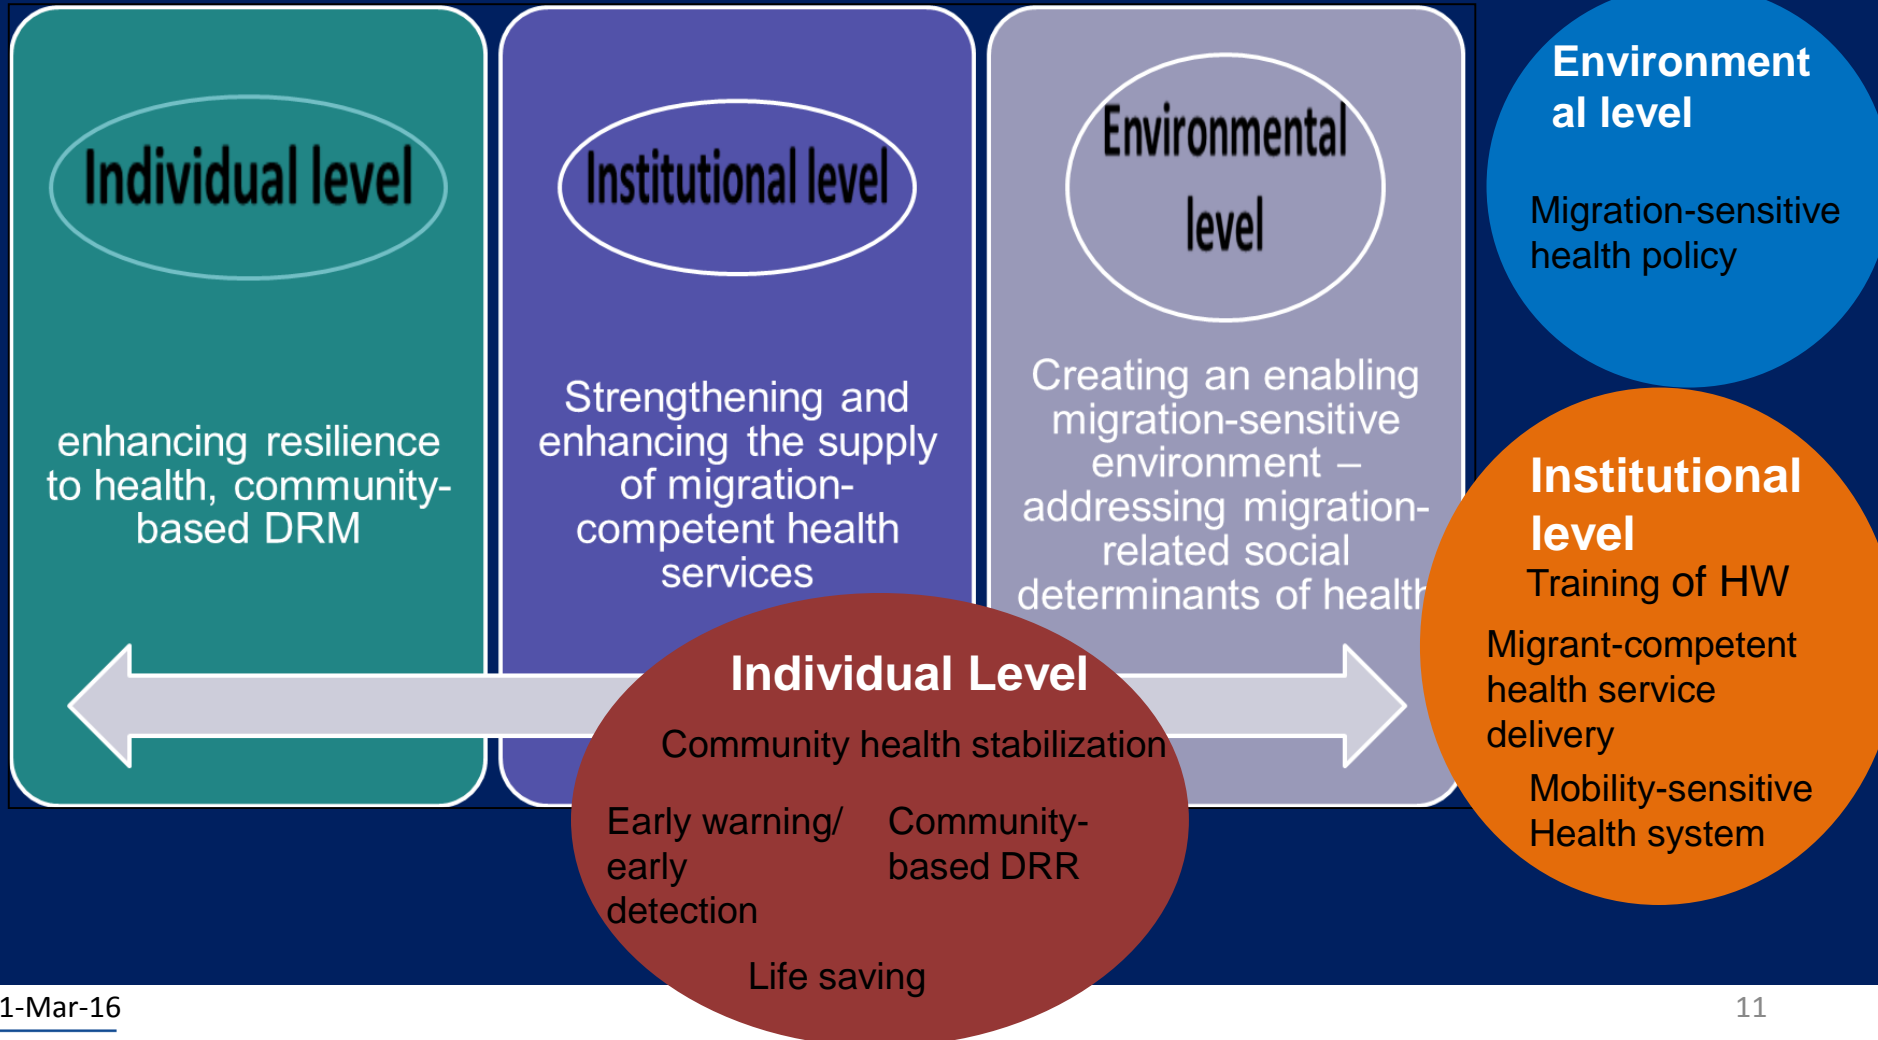 Individual level
enhancing resilience
to health, community-
based DRM
Institutional level
Strengthening and
enhancing the supply
of migration-
competent health
services
Environmental
level
Creating an enabling
migration-sensitive
environment –
addressing migration-
related social
determinants of health
Environment
al level
Migration-sensitive
health policy
Institutional
level
Training of HW
Migrant-competent
health service
delivery
Mobility-sensitive
Health system
Individual Level
Community health stabilization
Early warning/
early
detection
Community-
based DRR
Life saving
1-Mar-16
11